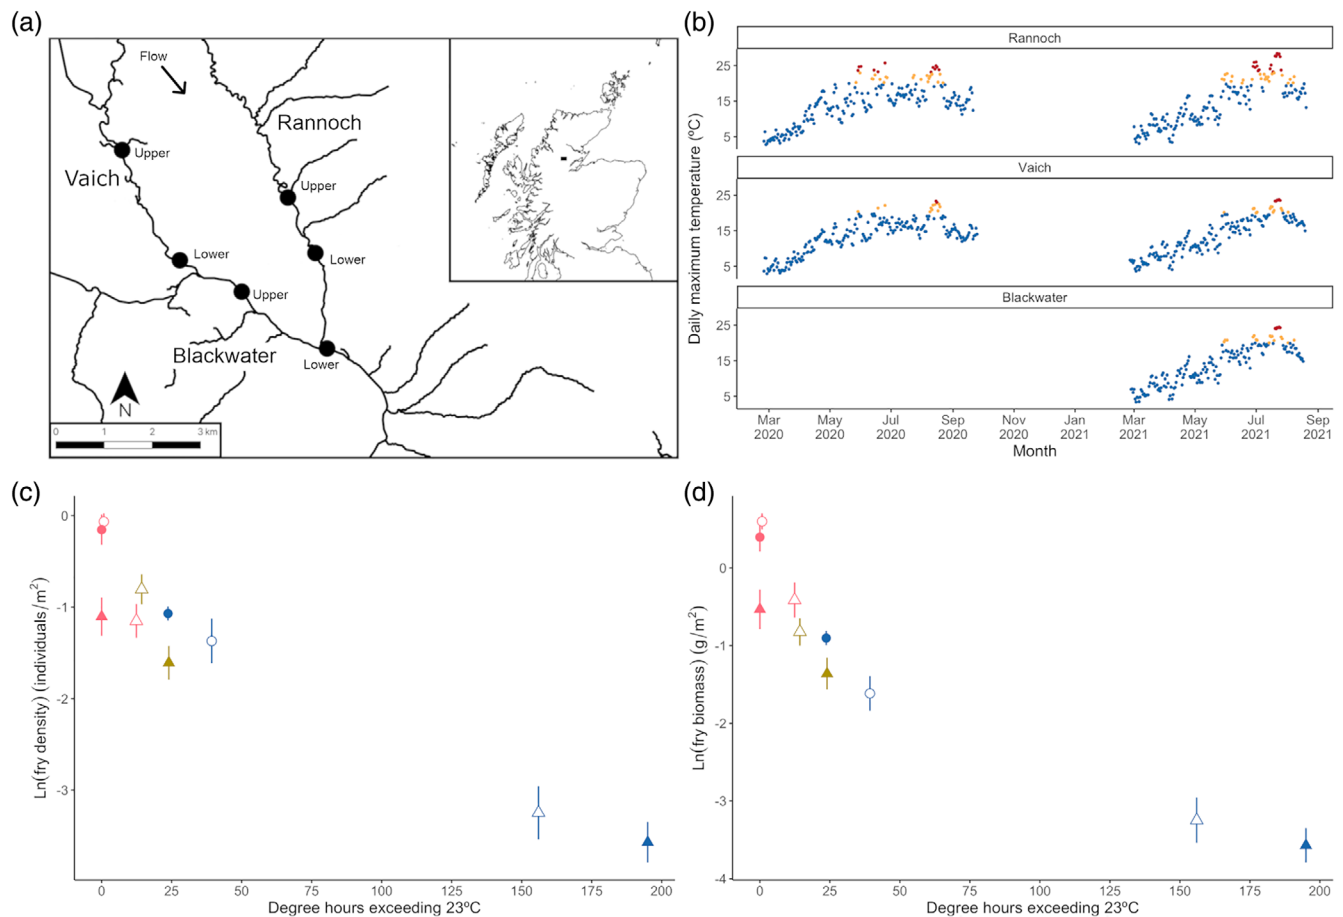 (a)
Flow
Rannoch
Upper
Vaich
Upper
Lower
Lower
Upper
Blackwater
Lower
N
0 1 2 3 km
(b)
Rannoch
25
15
5
Vaich
25
15
5
Blackwater
25
15
5
Daily maximum temperature (ºC)
Mar 2020
May 2020
Jul 2020
Sep 2020
Nov 2020
Jan 2021
Mar 2021
May 2021
Jul 2021
Sep 2021
Month
(c)
0
-1
-2
-3
Ln(fry density) (individuals/m²)
0 25 50 75 100 125 150 175 200
Degree hours exceeding 23ºC
(d)
0
-1
-2
-3
-4
Ln(fry biomass) (g/m²)
0 25 50 75 100 125 150 175 200
Degree hours exceeding 23ºC